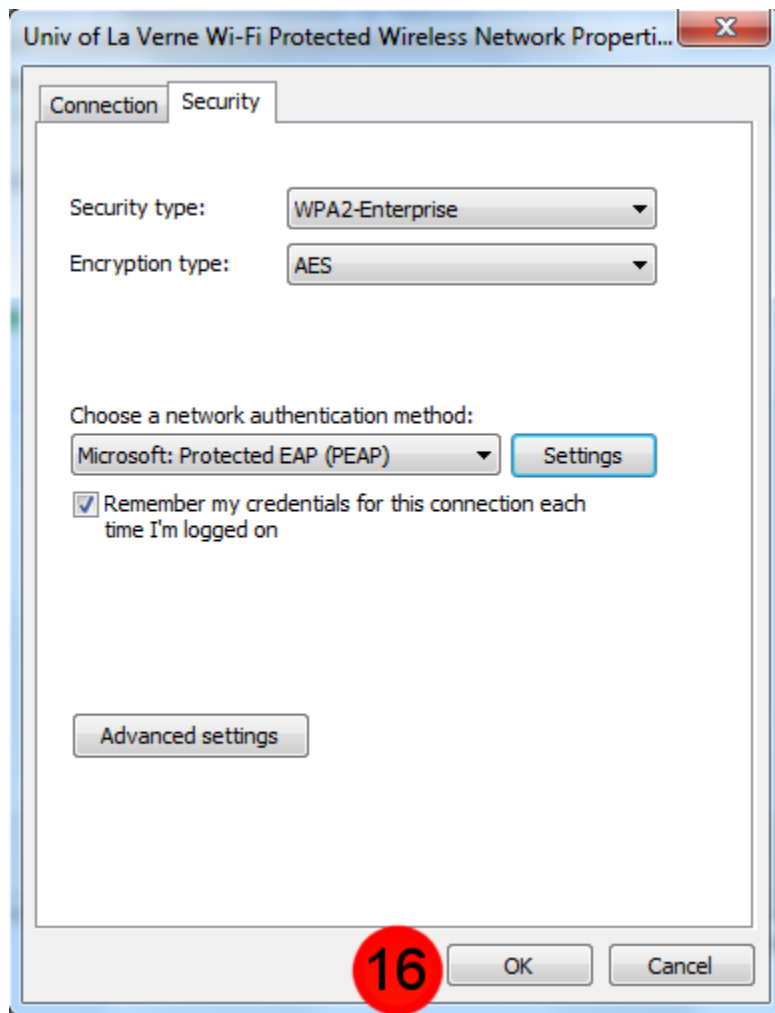 Univ of La Verne Wi-Fi Protected Wireless Network Properti...
Connection Security
Security type: WPA2-Enterprise
Encryption type: AES
Choose a network authentication method:
Microsoft: Protected EAP (PEAP) Settings
Remember my credentials for this connection each
time I'm logged on
Advanced settings
16 OK Cancel